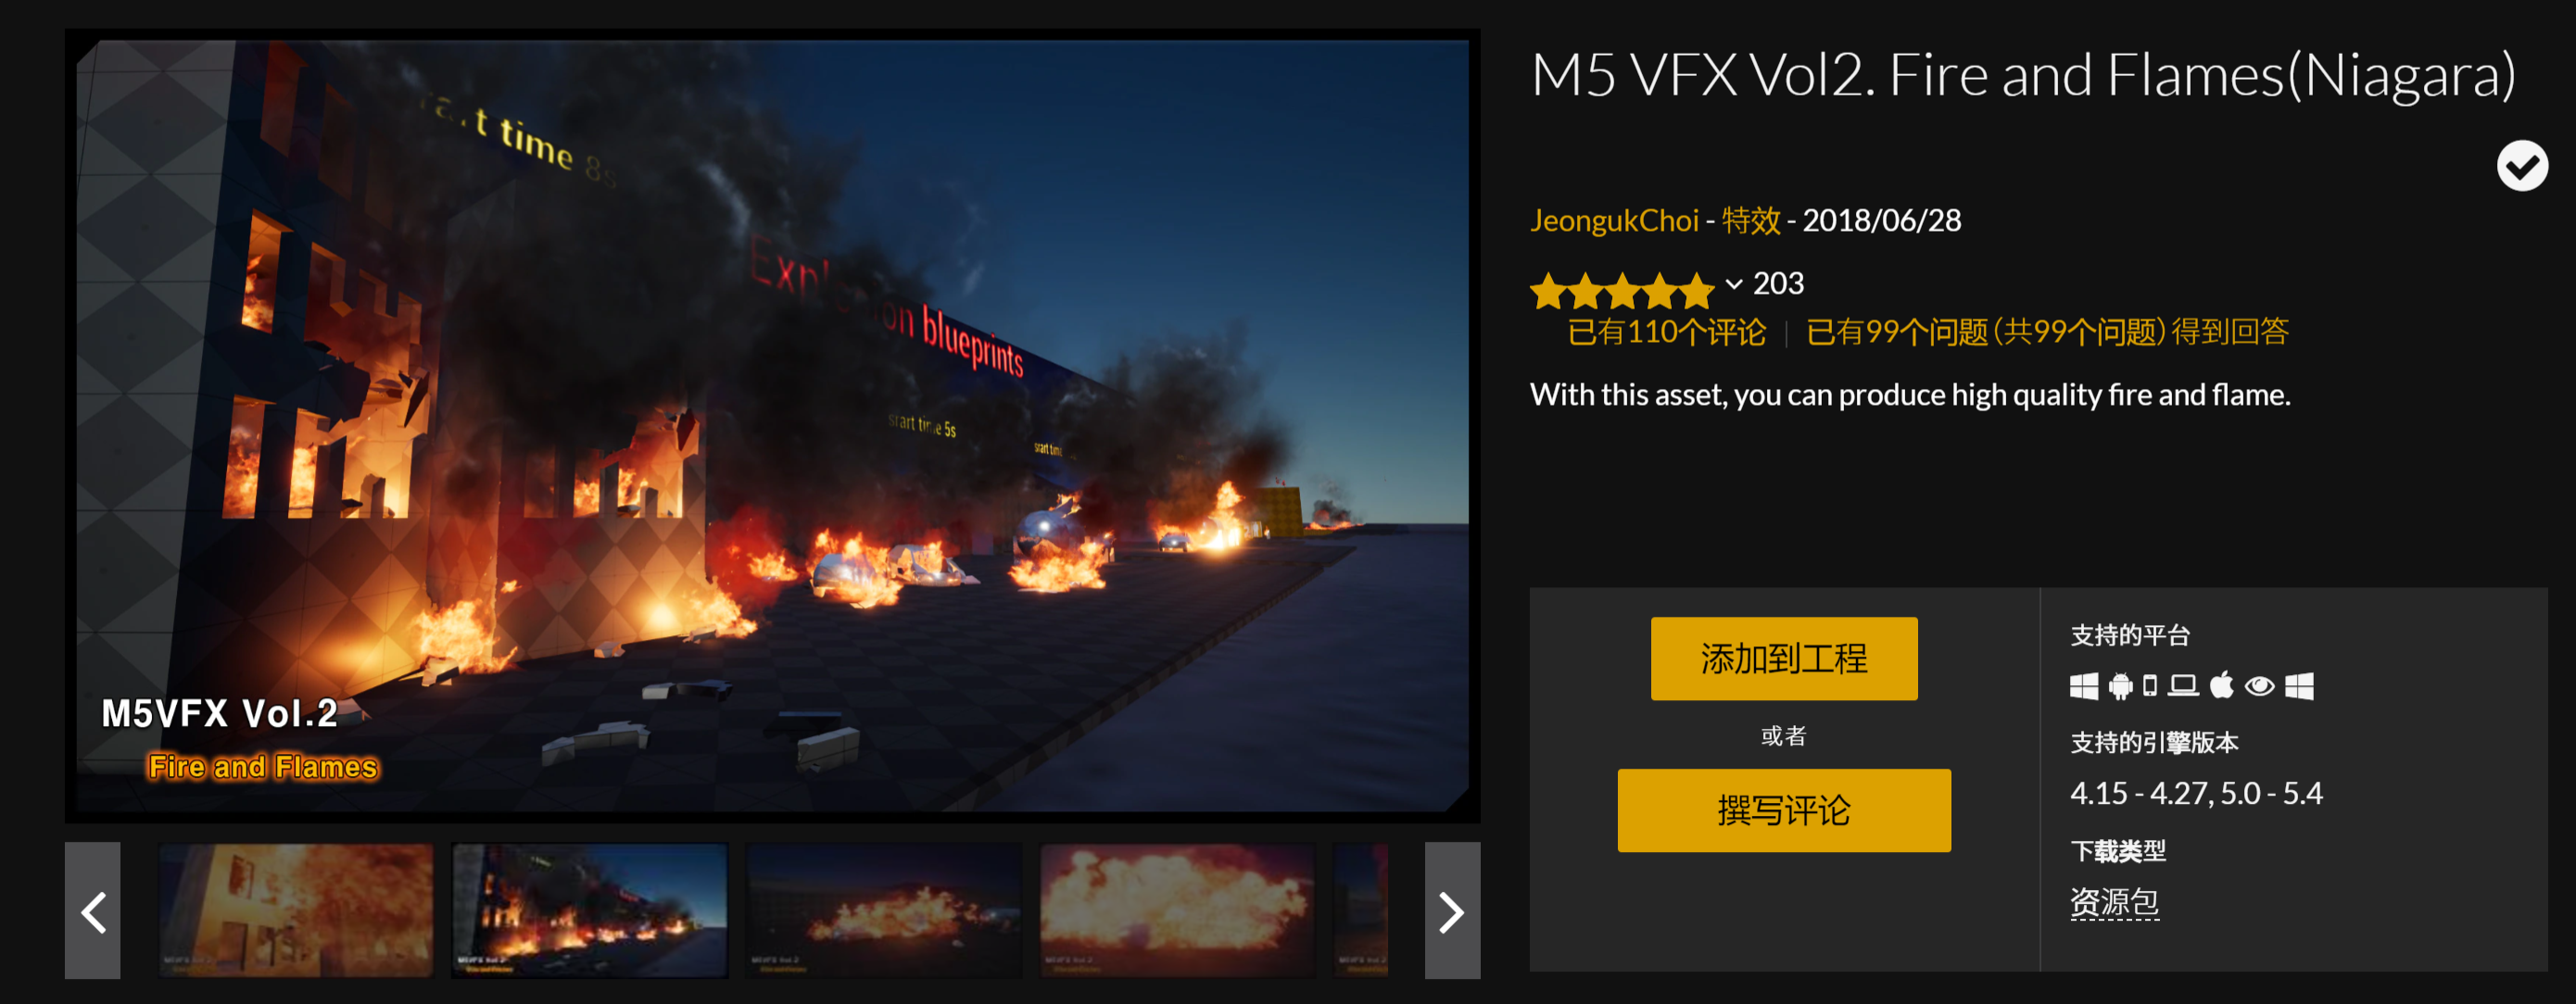 M5 VFX Vol2. Fire and Flames(Niagara)
JeongukChoi - 特效 - 2018/06/28
203
已有110个评论 | 已有99个问题（共99个问题）得到回答
With this asset, you can produce high quality fire and flame.
添加到工程
或者
撰写评论
支持的平台
支持的引擎版本
4.15 - 4.27, 5.0 - 5.4
下载类型
资源包
t time 8s
blueprints
start time 5s
start
M5VFX Vol.2
Fire and Flames